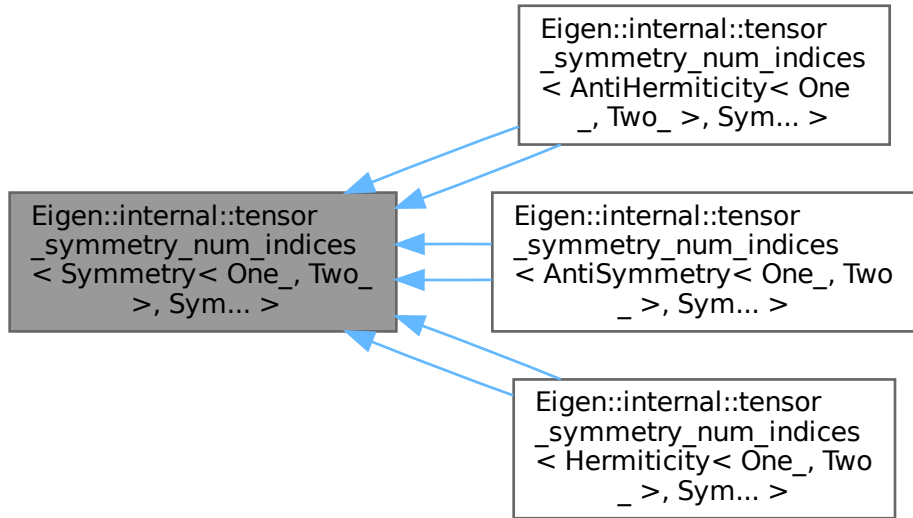 Eigen::internal::tensor
_symmetry_num_indices
< AntiHermiticity< One
_, Two_ >, Sym... >
Eigen::internal::tensor
_symmetry_num_indices
< Symmetry< One_, Two_
>, Sym... >
Eigen::internal::tensor
_symmetry_num_indices
< AntiSymmetry< One_, Two
_ >, Sym... >
Eigen::internal::tensor
_symmetry_num_indices
< Hermiticity< One_, Two
_ >, Sym... >